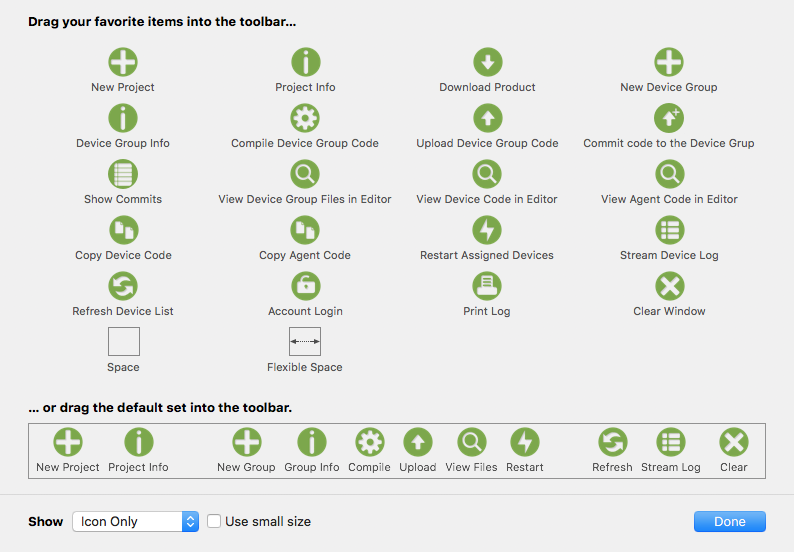 Drag your favorite items into the toolbar...
New Project Project Info Download Product New Device Group
Device Group Info Compile Device Group Code Upload Device Group Code Commit code to the Device Grup
Show Commits View Device Group Files in Editor View Device Code in Editor View Agent Code in Editor
Copy Device Code Copy Agent Code Restart Assigned Devices Stream Device Log
Refresh Device List Account Login Print Log Clear Window
Space Flexible Space
... or drag the default set into the toolbar.
New Project Project Info New Group Group Info Compile Upload View Files Restart Refresh Stream Log Clear
Show Icon Only Use small size Done